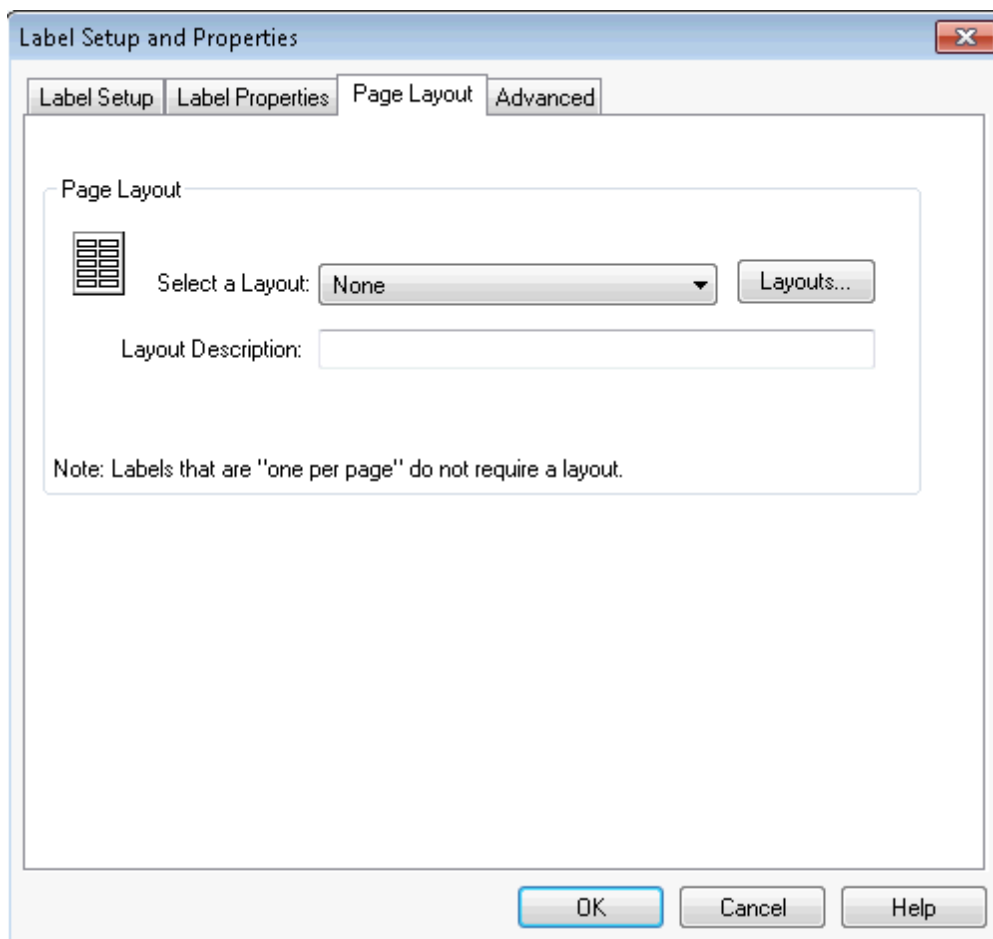 Label Setup and Properties
Label Setup Label Properties Page Layout Advanced
Page Layout
Select a Layout: None Layouts...
Layout Description:
Note: Labels that are "one per page" do not require a layout.
OK Cancel Help